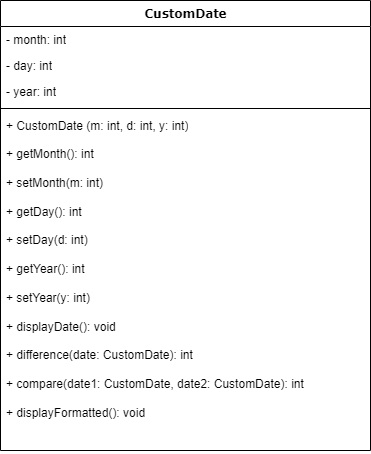 CustomDate
- month: int
- day: int
- year: int
+ CustomDate (m: int, d: int, y: int)
+ getMonth(): int
+ setMonth(m: int)
+ getDay(): int
+ setDay(d: int)
+ getYear(): int
+ setYear(y: int)
+ displayDate(): void
+ difference(date: CustomDate): int
+ compare(date1: CustomDate, date2: CustomDate): int
+ displayFormatted(): void